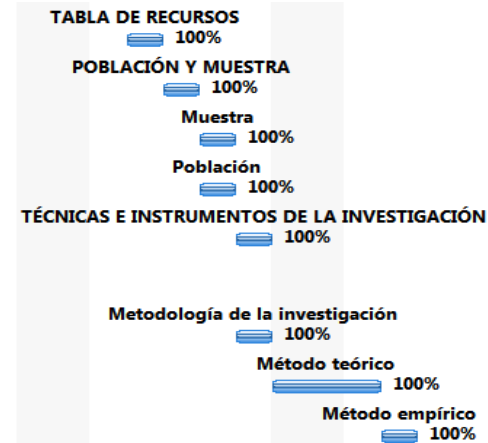 TABLA DE RECURSOS
100%
POBLACIÓN Y MUESTRA
100%
Muestra
100%
Población
100%
TÉCNICAS E INSTRUMENTOS DE LA INVESTIGACIÓN
100%
Metodología de la investigación
100%
Método teórico
100%
Método empírico
100%